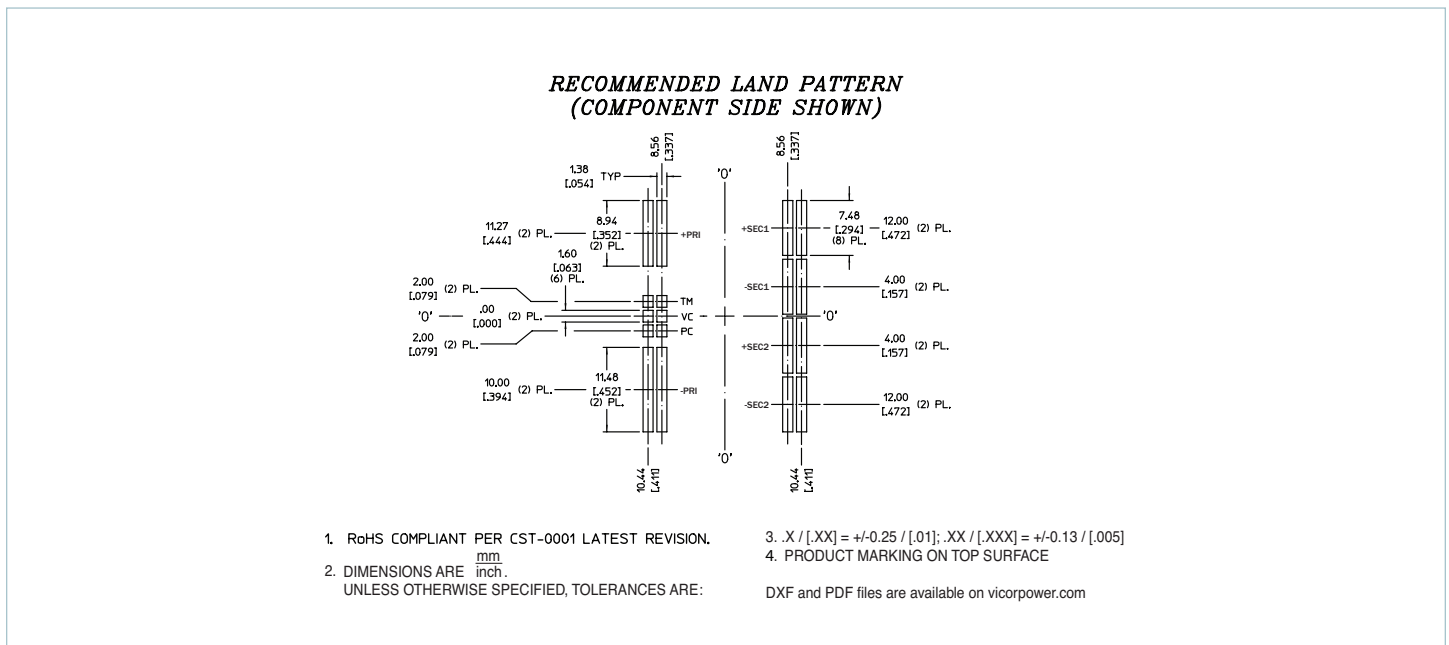 RECOMMENDED LAND PATTERN
(COMPONENT SIDE SHOWN)
8.56
[.337]
8.56
[.337]
1.38
[.054]
TYP
'0'
11.27
[.444]
(2) PL.
8.94
[.352]
(2) PL.
+PRI
+SEC1
7.48
[.294]
(8) PL.
12.00
[.472]
(2) PL.
1.60
[.063]
(6) PL.
2.00
[.079]
(2) PL.
TM
-SEC1
4.00
[.157]
(2) PL.
'0'
.00
[.000]
(2) PL.
VC
'0'
2.00
[.079]
(2) PL.
PC
+SEC2
4.00
[.157]
(2) PL.
10.00
[.394]
(2) PL.
11.48
[.452]
(2) PL.
-PRI
-SEC2
12.00
[.472]
(2) PL.
'0'
10.44
[.411]
10.44
[.411]
1. RoHS COMPLIANT PER CST-0001 LATEST REVISION.
2. DIMENSIONS ARE mm
inch.
UNLESS OTHERWISE SPECIFIED, TOLERANCES ARE:
3. .X / [.XX] = +/-0.25 / [.01]; .XX / [.XXX] = +/-0.13 / [.005]
4. PRODUCT MARKING ON TOP SURFACE
DXF and PDF files are available on vicorpower.com